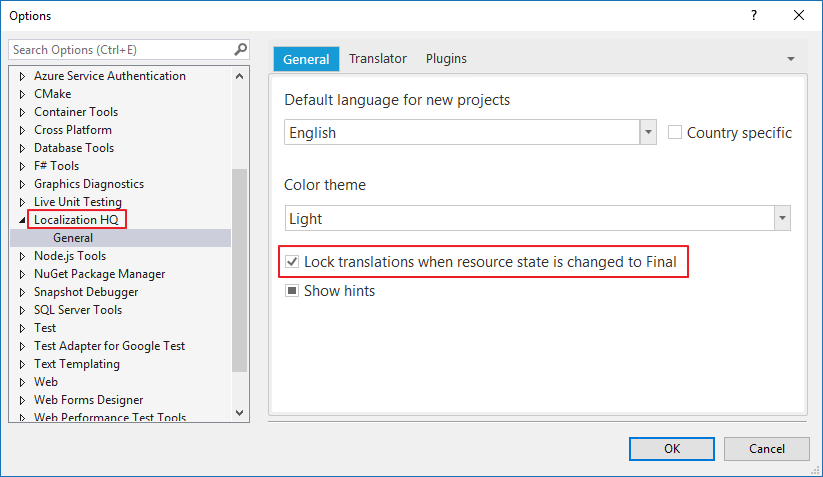 Options
?
Search Options (Ctrl+E)
Azure Service Authentication
CMake
Container Tools
Cross Platform
Database Tools
F# Tools
Graphics Diagnostics
Live Unit Testing
Localization HQ
General
Node.js Tools
NuGet Package Manager
Snapshot Debugger
SQL Server Tools
Test
Test Adapter for Google Test
Text Templating
Web
Web Forms Designer
Web Performance Test Tools
General Translator Plugins
Default language for new projects
English Country specific
Color theme
Light
Lock translations when resource state is changed to Final
Show hints
OK Cancel